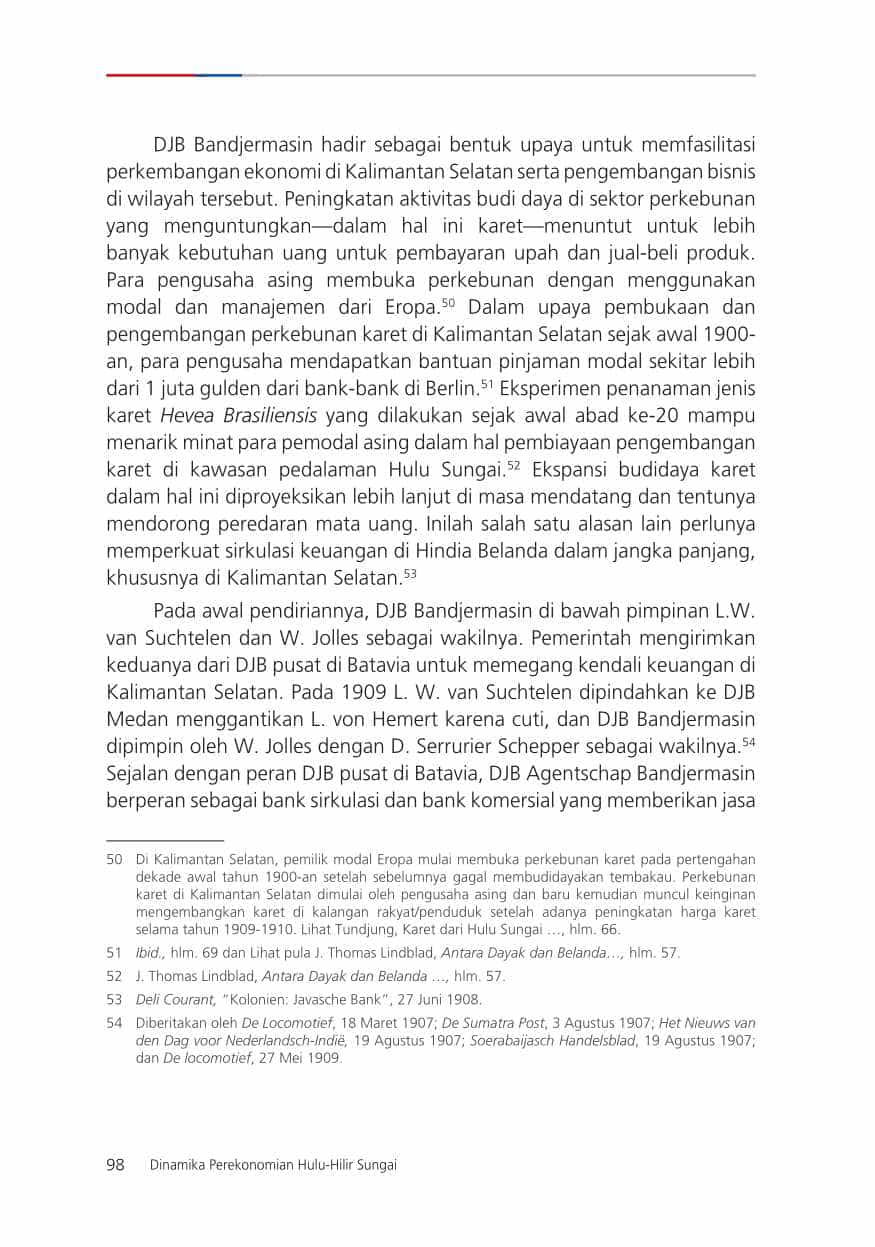 DJB Bandjermasin hadir sebagai bentuk upaya untuk memfasilitasi
perkembangan ekonomi di Kalimantan Selatan serta pengembangan bisnis
di wilayah tersebut. Peningkatan aktivitas budi daya di sektor perkebunan
yang menguntungkan—dalam hal ini karet—menuntut untuk lebih
banyak kebutuhan uang untuk pembayaran upah dan jual-beli produk.
Para pengusaha asing membuka perkebunan dengan menggunakan
modal dan manajemen dari Eropa.50 Dalam upaya pembukaan dan
pengembangan perkebunan karet di Kalimantan Selatan sejak awal 1900-
an, para pengusaha mendapatkan bantuan pinjaman modal sekitar lebih
dari 1 juta gulden dari bank-bank di Berlin.51 Eksperimen penanaman jenis
karet Hevea Brasiliensis yang dilakukan sejak awal abad ke-20 mampu
menarik minat para pemodal asing dalam hal pembiayaan pengembangan
karet di kawasan pedalaman Hulu Sungai.52 Ekspansi budidaya karet
dalam hal ini diproyeksikan lebih lanjut di masa mendatang dan tentunya
mendorong peredaran mata uang. Inilah salah satu alasan lain perlunya
memperkuat sirkulasi keuangan di Hindia Belanda dalam jangka panjang,
khususnya di Kalimantan Selatan.53
Pada awal pendiriannya, DJB Bandjermasin di bawah pimpinan L.W.
van Suchtelen dan W. Jolles sebagai wakilnya. Pemerintah mengirimkan
keduanya dari DJB pusat di Batavia untuk memegang kendali keuangan di
Kalimantan Selatan. Pada 1909 L. W. van Suchtelen dipindahkan ke DJB
Medan menggantikan L. von Hemert karena cuti, dan DJB Bandjermasin
dipimpin oleh W. Jolles dengan D. Serrurier Schepper sebagai wakilnya.54
Sejalan dengan peran DJB pusat di Batavia, DJB Agentschap Bandjermasin
berperan sebagai bank sirkulasi dan bank komersial yang memberikan jasa
50 Di Kalimantan Selatan, pemilik modal Eropa mulai membuka perkebunan karet pada pertengahan
dekade awal tahun 1900-an setelah sebelumnya gagal membudidayakan tembakau. Perkebunan
karet di Kalimantan Selatan dimulai oleh pengusaha asing dan baru kemudian muncul keinginan
mengembangkan karet di kalangan rakyat/penduduk setelah adanya peningkatan harga karet
selama tahun 1909-1910. Lihat Tundjung, Karet dari Hulu Sungai …, hlm. 66.
51 Ibid., hlm. 69 dan Lihat pula J. Thomas Lindblad, Antara Dayak dan Belanda…, hlm. 57.
52 J. Thomas Lindblad, Antara Dayak dan Belanda …, hlm. 57.
53 Deli Courant, “Kolonien: Javasche Bank”, 27 Juni 1908.
54 Diberitakan oleh De Locomotief, 18 Maret 1907; De Sumatra Post, 3 Agustus 1907; Het Nieuws van
den Dag voor Nederlandsch-Indië, 19 Agustus 1907; Soerabaijasch Handelsblad, 19 Agustus 1907;
dan De locomotief, 27 Mei 1909.
98 Dinamika Perekonomian Hulu-Hilir Sungai